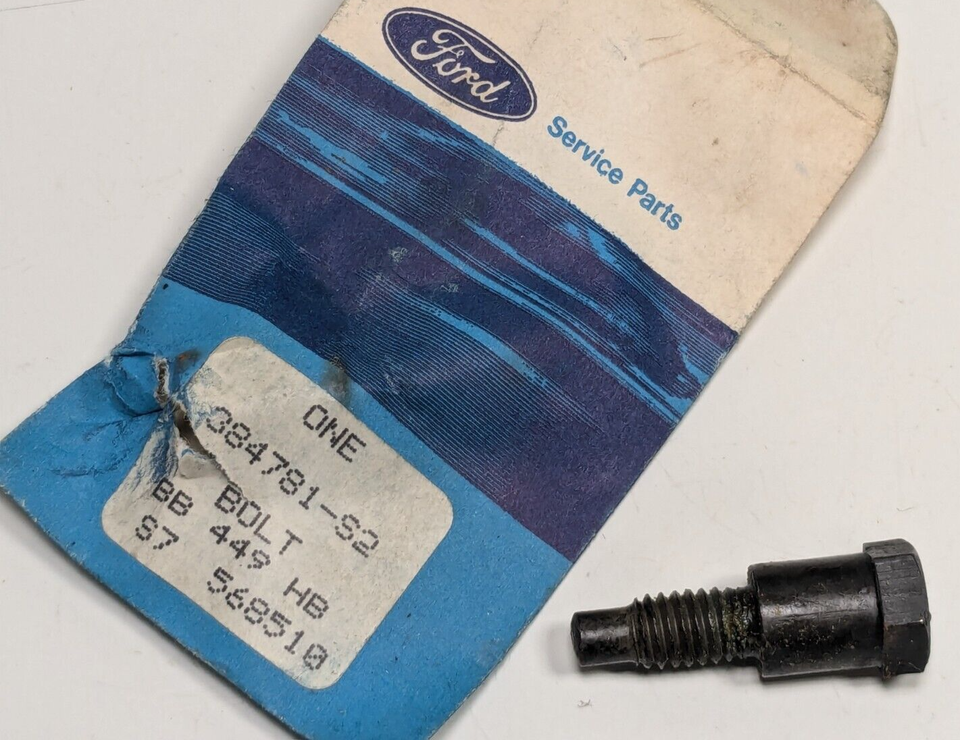 Ford
Service Parts
ONE
384781-S2
BOLT
BB 449 HB
S7 568510